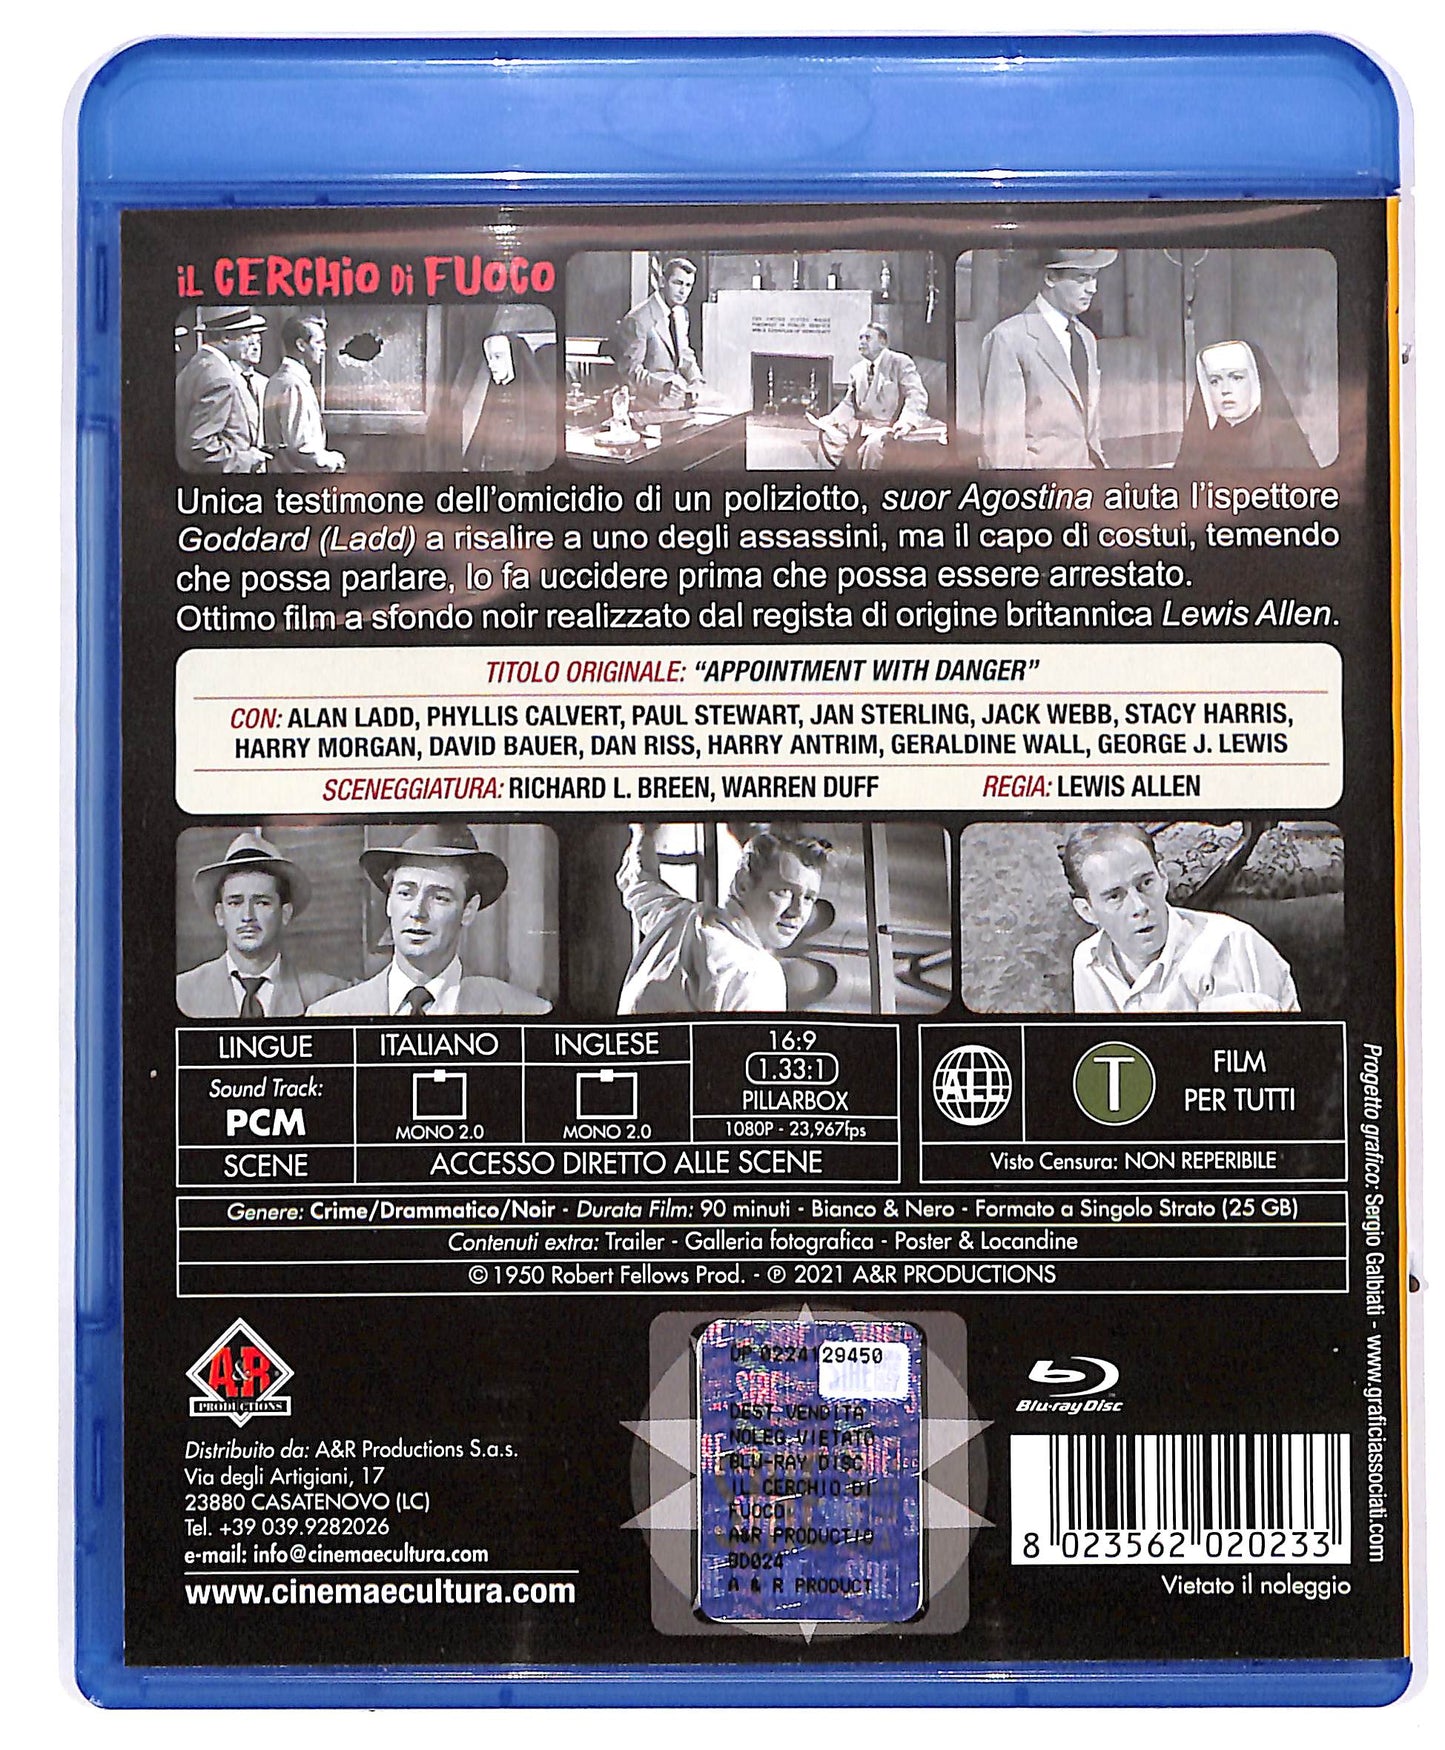 iL CERCHiO Di FUOCO
Unica testimone dell'omicidio di un poliziotto, suor Agostina aiuta l'ispettore
Goddard (Ladd) a risalire a uno degli assassini, ma il capo di costui, temendo
che possa parlare, lo fa uccidere prima che possa essere arrestato.
Ottimo film a sfondo noir realizzato dal regista di origine britannica Lewis Allen.
TITOLO ORIGINALE: “APPOINTMENT WITH DANGER”
CON: ALAN LADD, PHYLLIS CALVERT, PAUL STEWART, JAN STERLING, JACK WEBB, STACY HARRIS,
HARRY MORGAN, DAVID BAUER, DAN RISS, HARRY ANTRIM, GERALDINE WALL, GEORGE J. LEWIS
SCENEGGIATURA: RICHARD L. BREEN, WARREN DUFF REGIA: LEWIS ALLEN
LINGUE ITALIANO INGLESE
Sound Track:
PCM
MONO 2.0 MONO 2.0
SCENE ACCESSO DIRETTO ALLE SCENE
16:9
1.33:1
PILLARBOX
1080P - 23,967fps
ALL
T
FILM
PER TUTTI
Visto Censura: NON REPERIBILE
Genere: Crime/Drammatico/Noir - Durata Film: 90 minuti - Bianco & Nero - Formato a Singolo Strato (25 GB)
Contenuti extra: Trailer - Galleria fotografica - Poster & Locandine
© 1950 Robert Fellows Prod. - ℗ 2021 A&R PRODUCTIONS
Progetto grafico: Sergio Galbiati - www.graficiassociati.com
A&R
PRODUCTIONS
Distribuito da: A&R Productions S.a.s.
Via degli Artigiani, 17
23880 CASATENOVO (LC)
Tel. +39 039.9282026
e-mail: info@cinemaecultura.com
www.cinemaecultura.com
DP 0224129450
DEST.VENDITA
NOLEG.VIETATO
BLU-RAY DISC
IL CERCHIO DI
FUOCO
A&R PRODUCTIO
BD024
A & R PRODUCT
Blu-ray Disc
8 023562 020233
Vietato il noleggio